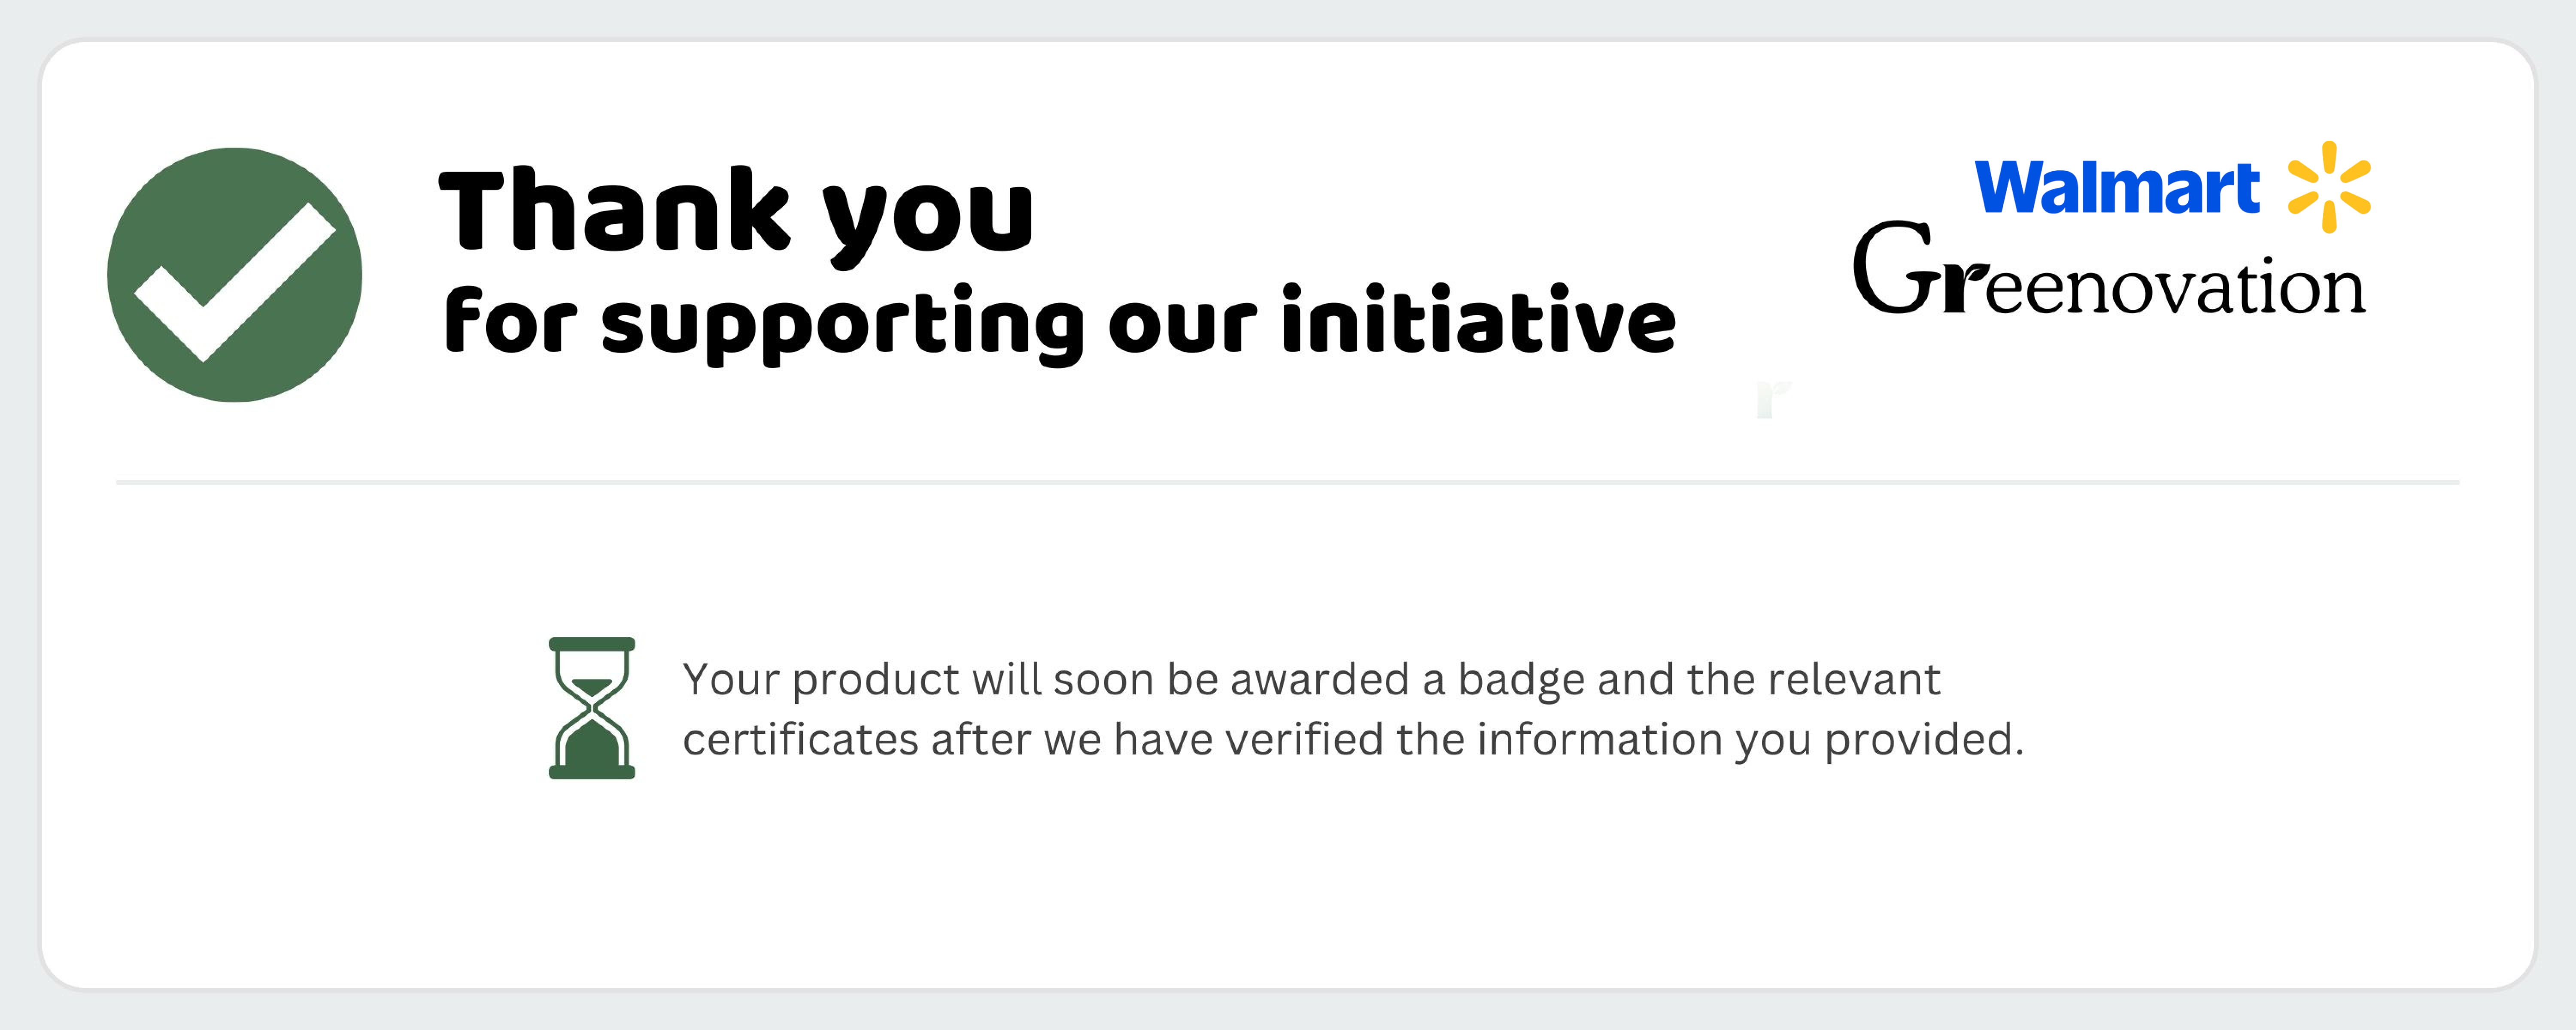 Thank you
for supporting our initiative
Walmart
Greenovation
r
Your product will soon be awarded a badge and the relevant
certificates after we have verified the information you provided.